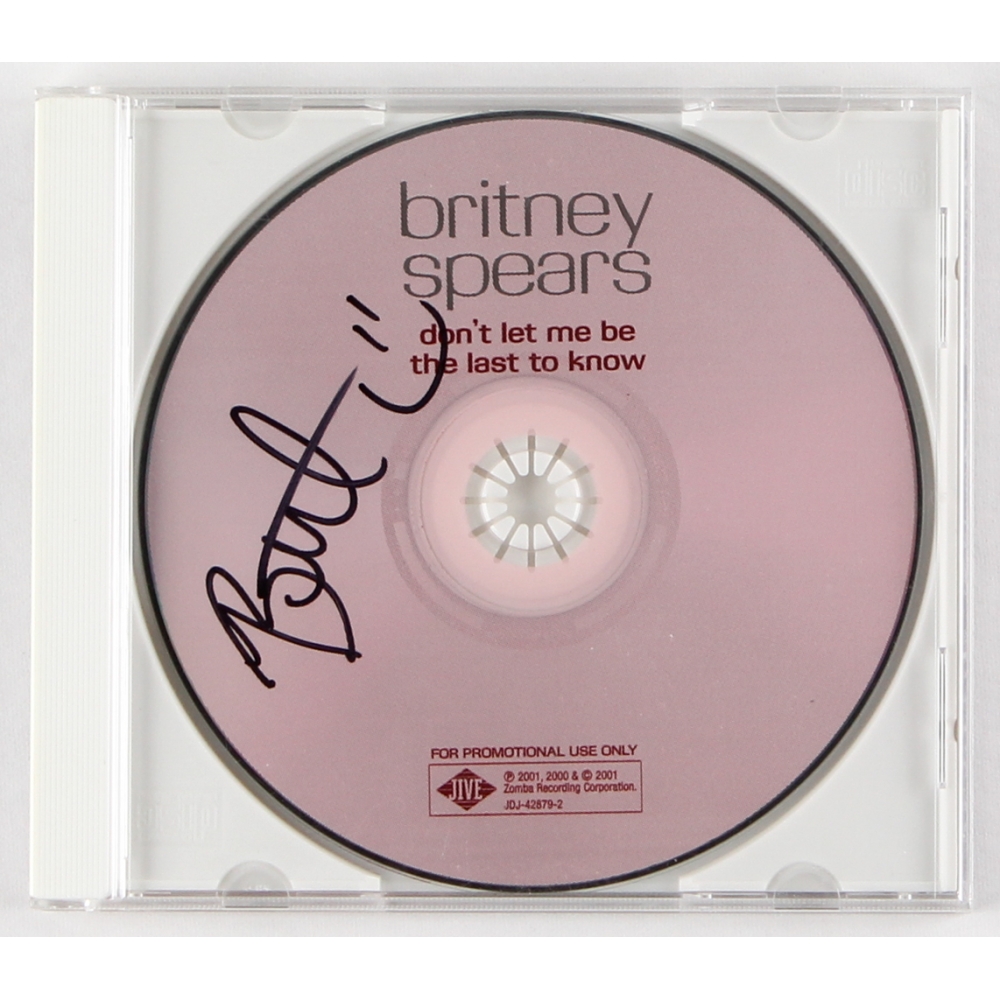 britney
spears
don't let me be
the last to know
Brit
FOR PROMOTIONAL USE ONLY
JIVE
℗ 2001, 2000 & © 2001
Zomba Recording Corporation.
JDJ-42879-2